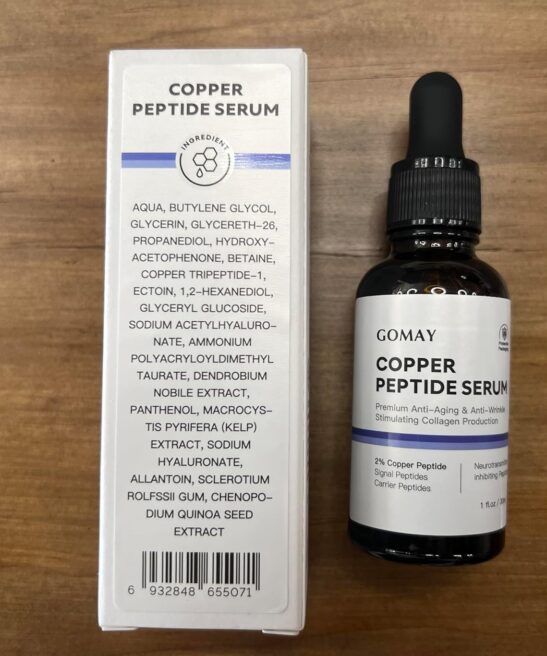 COPPER
PEPTIDE SERUM
INGREDIENT
AQUA, BUTYLENE GLYCOL,
GLYCERIN, GLYCERETH-26,
PROPANEDIOL, HYDROXY-
ACETOPHENONE, BETAINE,
COPPER TRIPEPTIDE-1,
ECTOIN, 1,2-HEXANEDIOL,
GLYCERYL GLUCOSIDE,
SODIUM ACETYLHYALURO-
NATE, AMMONIUM
POLYACRYLOYLDIMETHYL
TAURATE, DENDROBIUM
NOBILE EXTRACT,
PANTHENOL, MACROCYS-
TIS PYRIFERA (KELP)
EXTRACT, SODIUM
HYALURONATE,
ALLANTOIN, SCLEROTIUM
ROLFSSII GUM, CHENOPO-
DIUM QUINOA SEED
EXTRACT
6 932848 655071
GOMAY
COPPER
PEPTIDE SERUM
Premium Anti-Aging & Anti-Wrinkle
Stimulating Collagen Production
2% Copper Peptide
Signal Peptides
Carrier Peptides
inhibiting
1 fl.oz